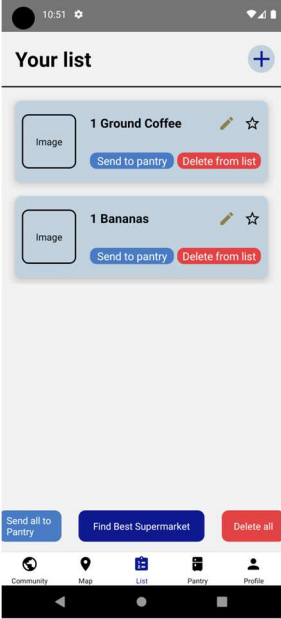 10:51
Your list
Image
1 Ground Coffee
Send to pantry
Delete from list
Image
1 Bananas
Send to pantry
Delete from list
Send all to
Pantry
Find Best Supermarket
Delete all
Community
Map
List
Pantry
Profile